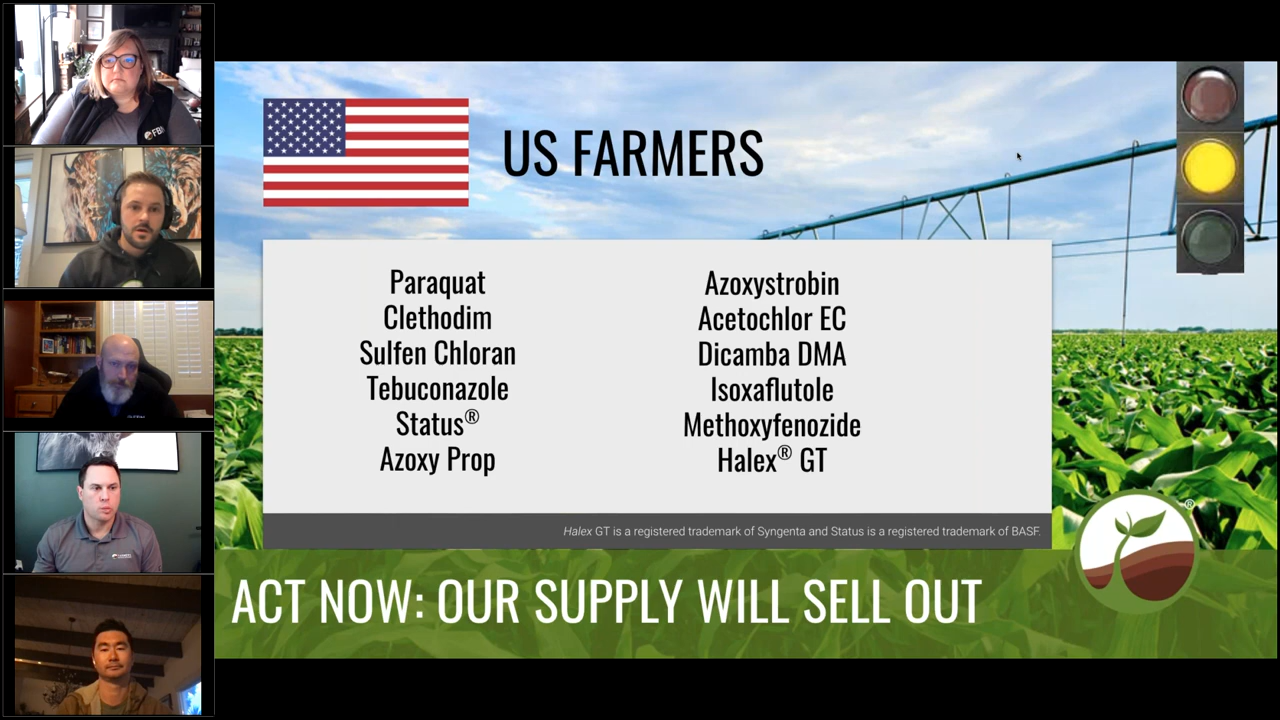 US FARMERS
Paraquat
Clethodim
Sulfen Chloran
Tebuconazole
Status®
Azoxy Prop
Azoxystrobin
Acetochlor EC
Dicamba DMA
Isoxaflutole
Methoxyfenozide
Halex® GT
Halex GT is a registered trademark of Syngenta and Status is a registered trademark of BASF.
®
ACT NOW: OUR SUPPLY WILL SELL OUT